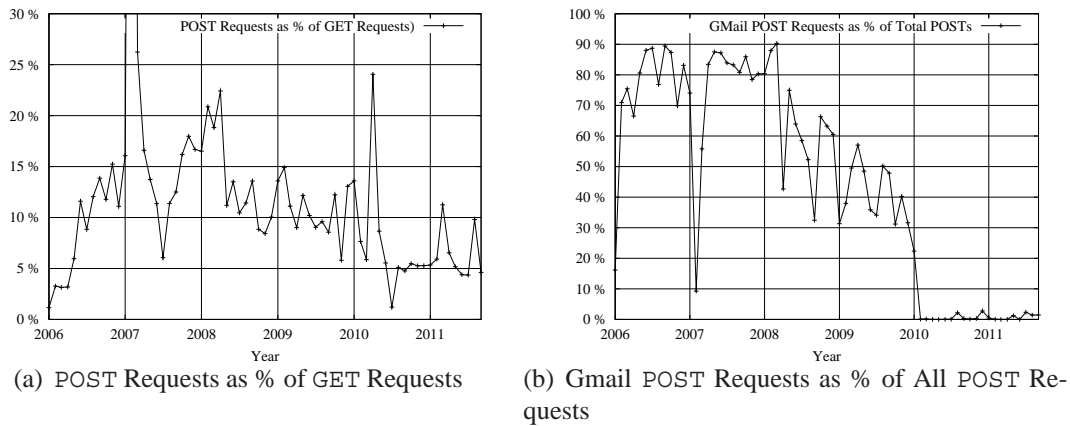 POST Requests as % of GET Requests)
30 %
25 %
20 %
15 %
10 %
5 %
0 %
2006 2007 2008 2009 2010 2011
Year
(a) POST Requests as % of GET Requests
GMail POST Requests as % of Total POSTs
100 %
90 %
80 %
70 %
60 %
50 %
40 %
30 %
20 %
10 %
0 %
2006 2007 2008 2009 2010 2011
Year
(b) Gmail POST Requests as % of All POST Re-
quests